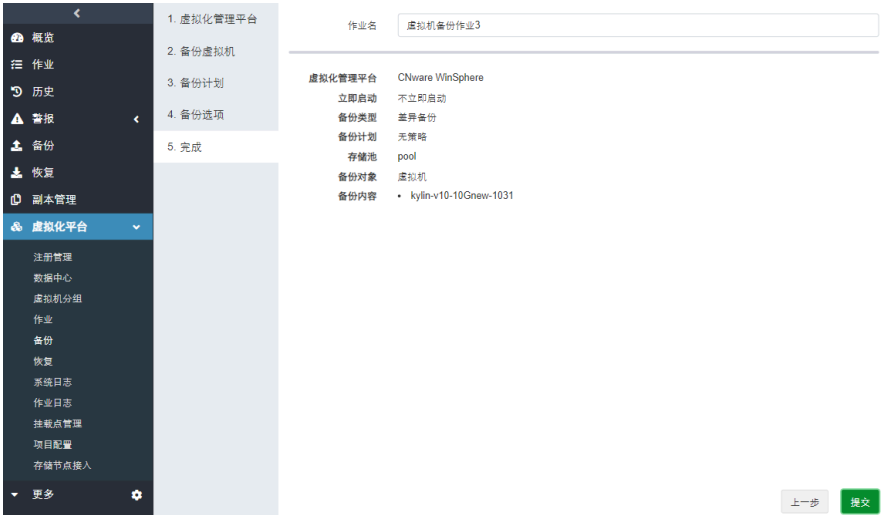 概览
作业
历史
警报
备份
恢复
副本管理
虚拟化平台
注册管理
数据中心
虚拟机分组
作业
备份
恢复
系统日志
作业日志
挂载点管理
项目配置
存储节点接入
更多
1. 虚拟化管理平台
2. 备份虚拟机
3. 备份计划
4. 备份选项
5. 完成
作业名 虚拟机备份作业3
虚拟化管理平台 CNware WinSphere
立即启动 不立即启动
备份类型 差异备份
备份计划 无策略
存储池 pool
备份对象 虚拟机
备份内容 • kylin-v10-10Gnew-1031
上一步 提交